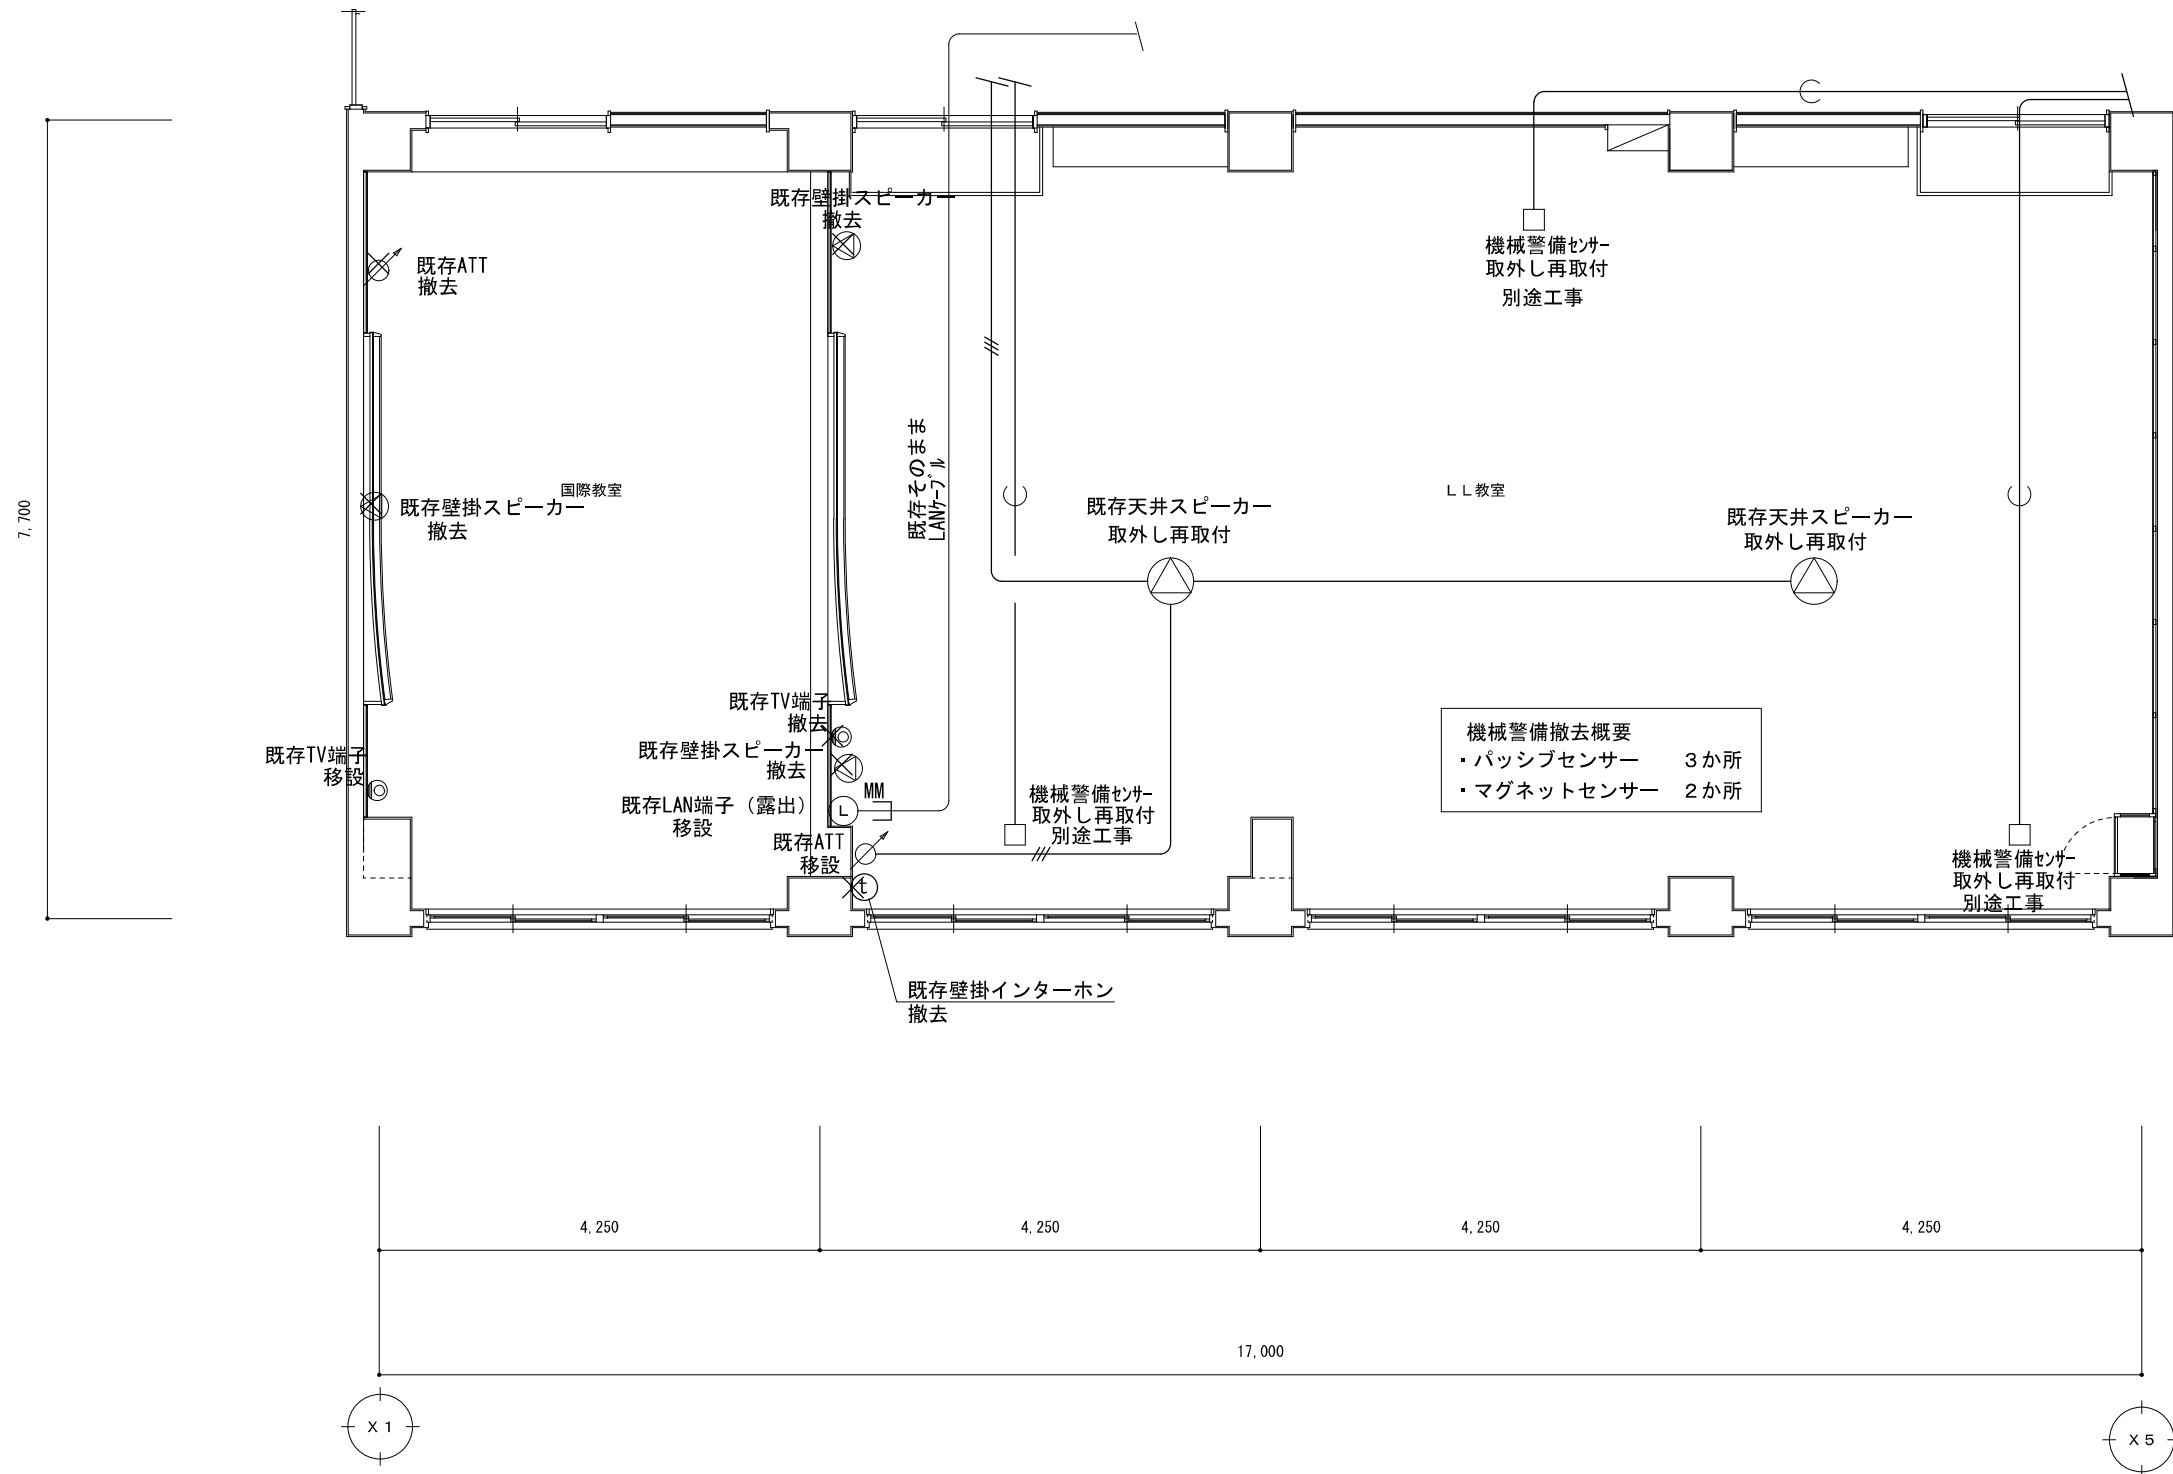 既存壁掛スピーカー
撤去
既存ATT
撤去
機械警備ｾﾝｻｰ
取外し再取付
別途工事
既存そのまま
LANｹｰﾌﾞﾙ
国際教室
ＬＬ教室
既存壁掛スピーカー
撤去
既存天井スピーカー
取外し再取付
既存天井スピーカー
取外し再取付
7,700
既存TV端子
撤去
既存TV端子
移設
既存壁掛スピーカー
撤去
機械警備撤去概要
・パッシブセンサー　３か所
・マグネットセンサー　２か所
既存LAN端子（露出）
移設
L
MM
機械警備ｾﾝｻｰ
取外し再取付
別途工事
既存ATT
移設
t
機械警備ｾﾝｻｰ
取外し再取付
別途工事
既存壁掛インターホン
撤去
4,250
4,250
4,250
4,250
17,000
X1
X5